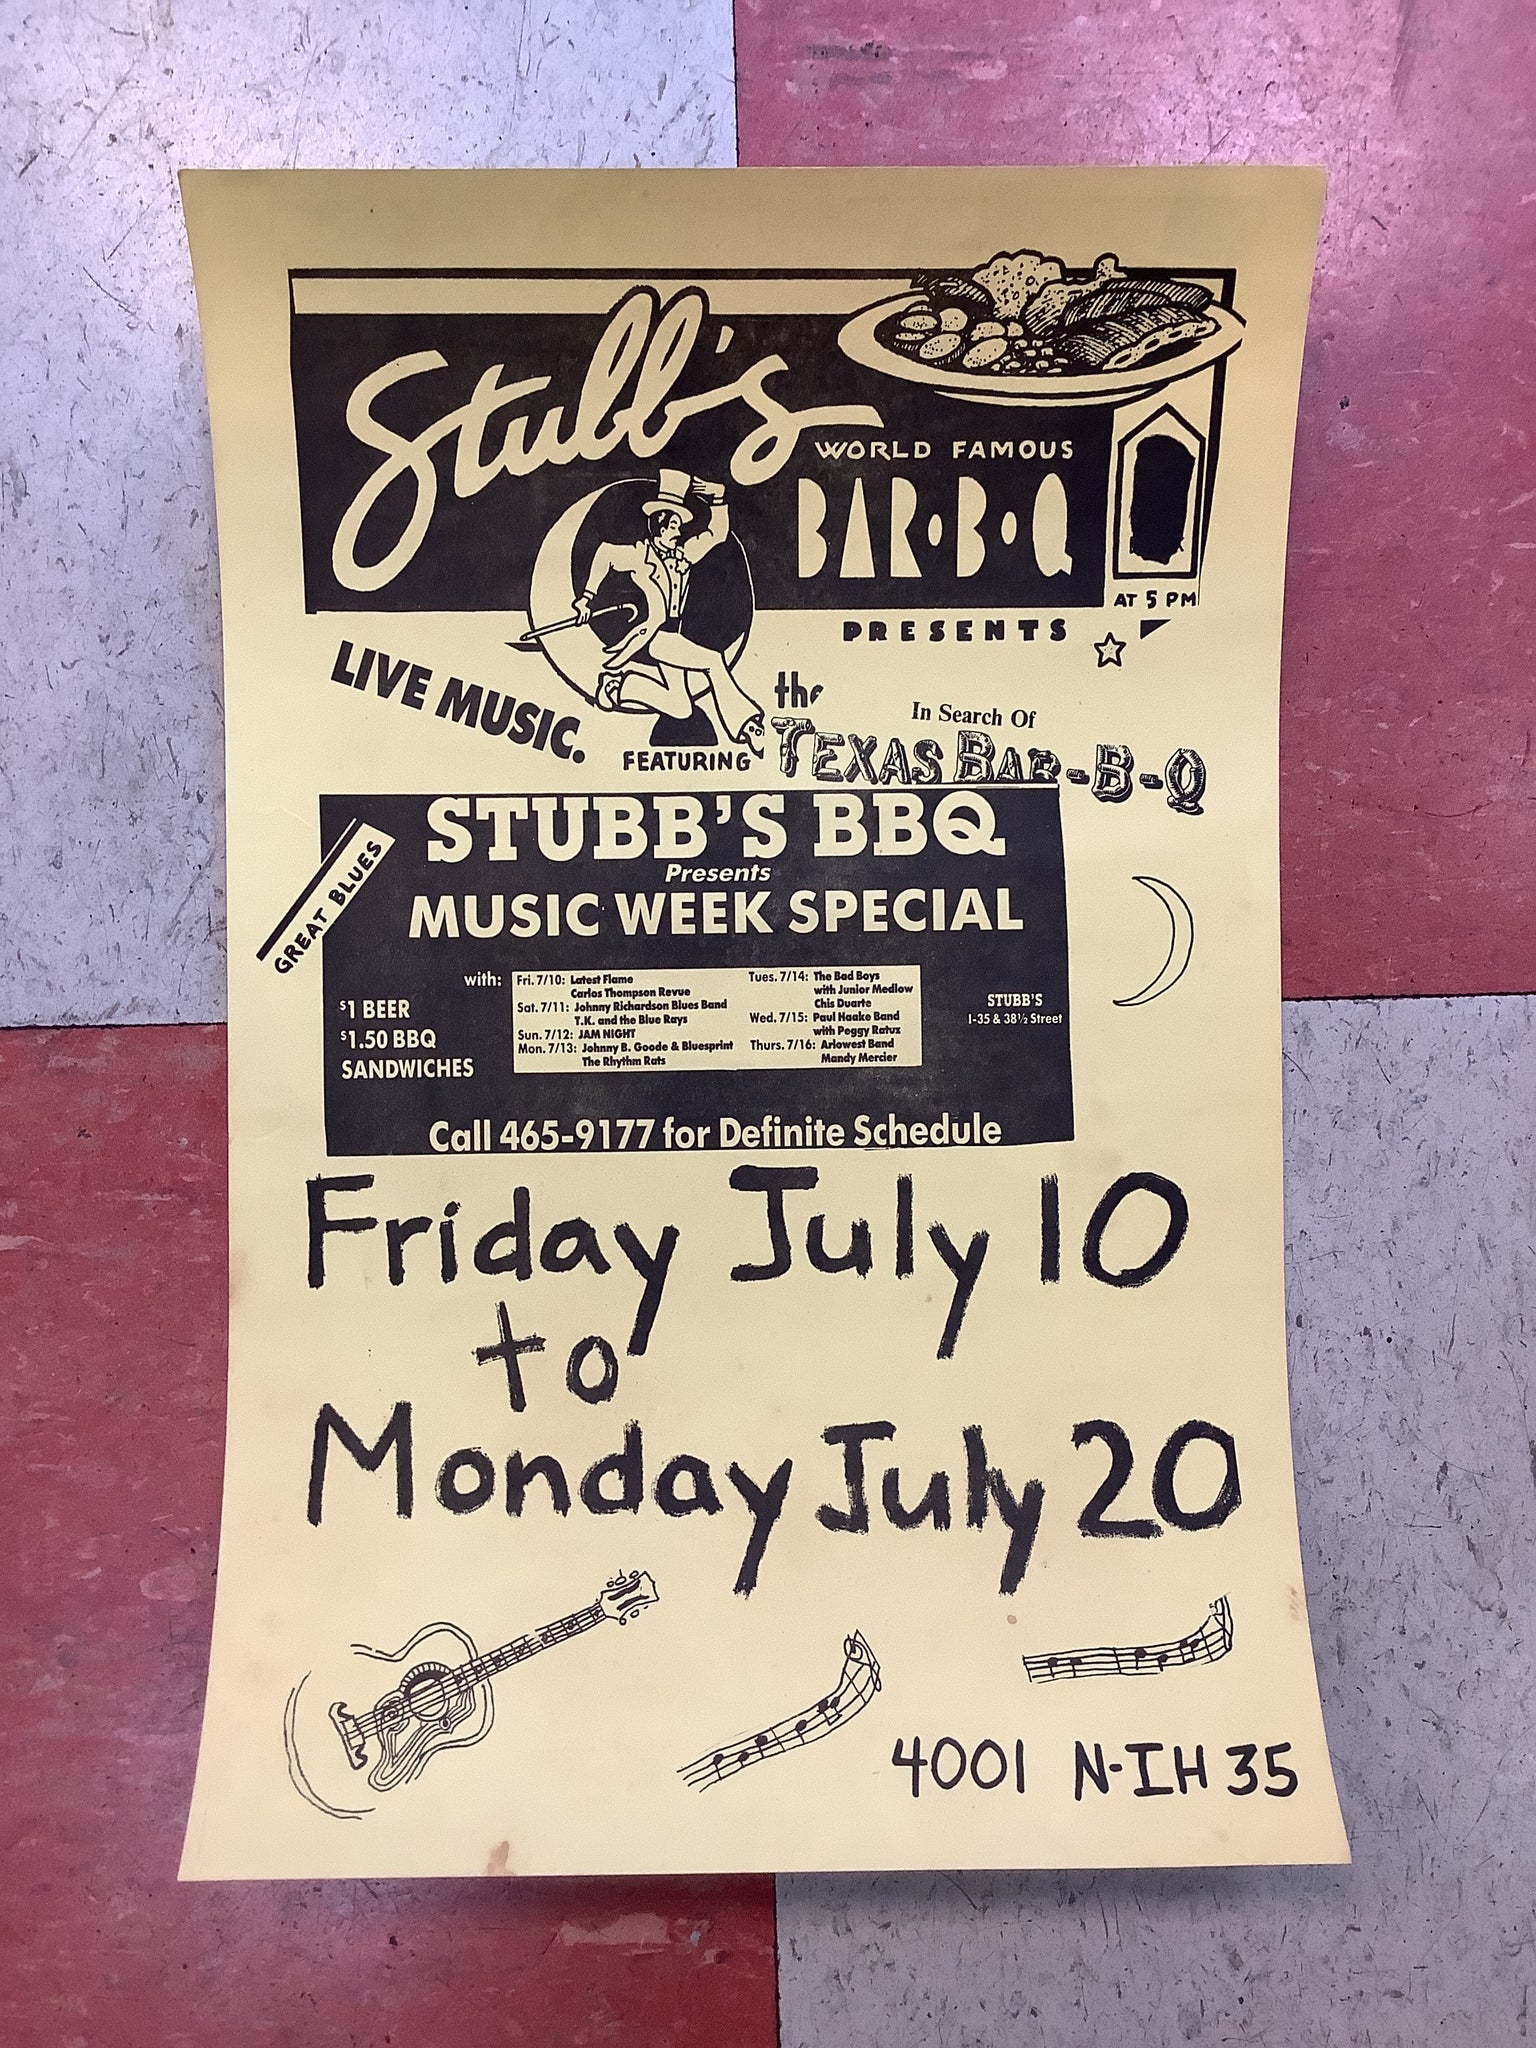 Stubb's
WORLD FAMOUS
BAR·B·Q
AT 5 PM
PRESENTS
LIVE MUSIC.
FEATURING
the
In Search Of
TEXAS BAR-B-Q
GREAT BLUES
STUBB'S BBQ
Presents
MUSIC WEEK SPECIAL
with:
$1 BEER
$1.50 BBQ
SANDWICHES
Fri. 7/10: Latest Flame
Carlos Thompson Revue
Sat. 7/11: Johnny Richardson Blues Band
T.K. and the Blue Rays
Sun. 7/12: JAM NIGHT
Mon. 7/13: Johnny B. Goode & Bluesprint
The Rhythm Rats
Tues. 7/14: The Bad Boys
with Junior Medlow
Chis Duarte
Wed. 7/15: Paul Haake Band
with Peggy Ratuz
Thurs. 7/16: Arlowest Band
Mandy Mercier
STUBB'S
I-35 & 38½ Street
Call 465-9177 for Definite Schedule
Friday July 10
to
Monday July 20
4001 N-IH 35